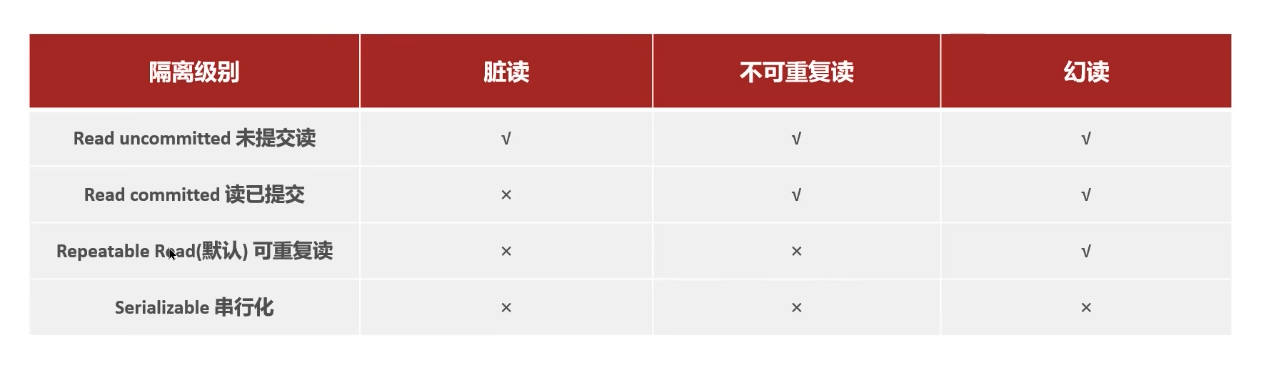 隔离级别 脏读 不可重复读 幻读
Read uncommitted 未提交读 √ √ √
Read committed 读已提交 × √ √
Repeatable Read(默认) 可重复读 × × √
Serializable 串行化 × × ×